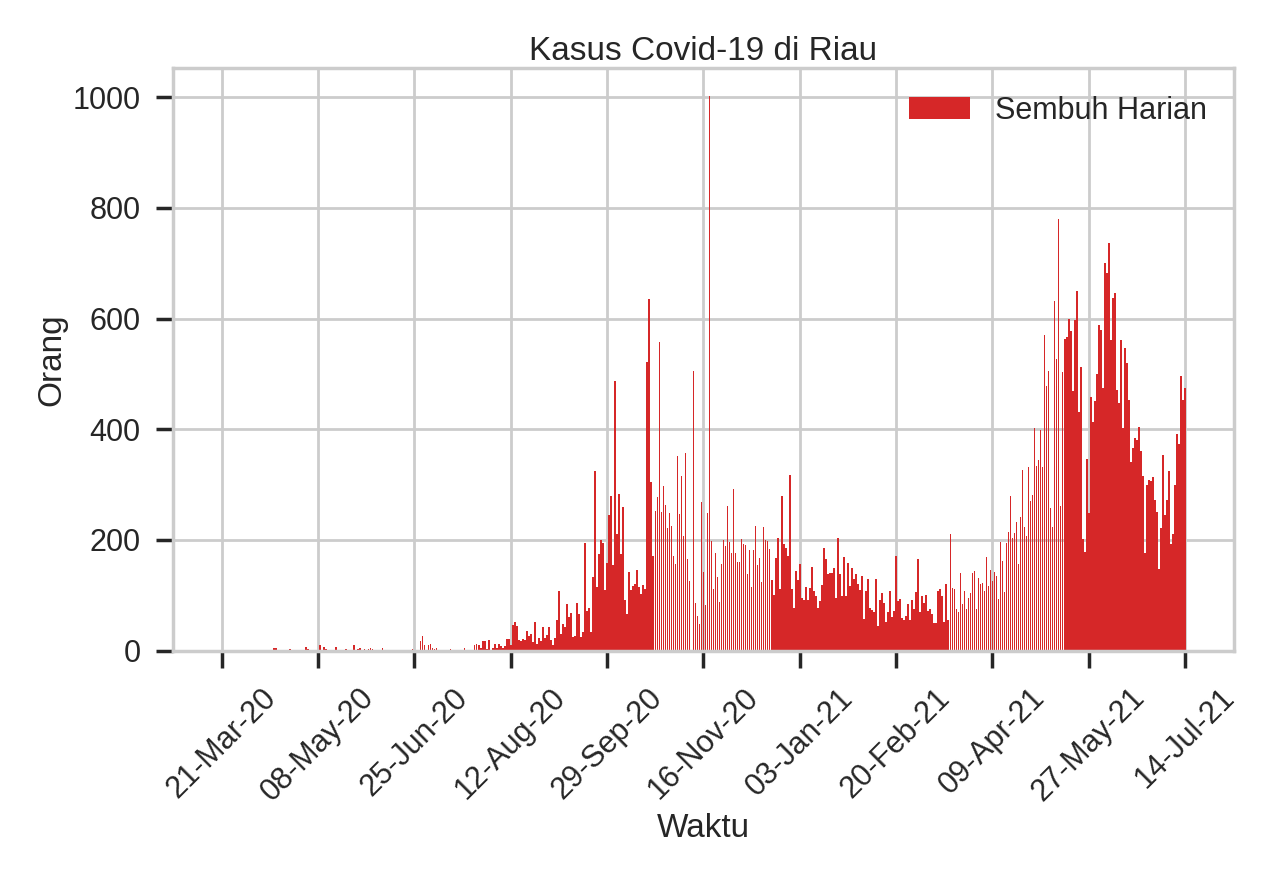 Kasus Covid-19 di Riau
Sembuh Harian
Orang
1000
800
600
400
200
0
21-Mar-20
08-May-20
25-Jun-20
12-Aug-20
29-Sep-20
16-Nov-20
03-Jan-21
20-Feb-21
09-Apr-21
27-May-21
14-Jul-21
Waktu